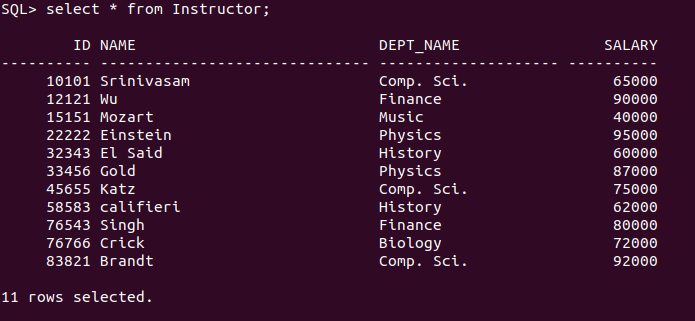 SQL> select * from Instructor;
ID NAME DEPT_NAME SALARY
---------- ------------------------------ -------------------- ----------
10101 Srinivasam Comp. Sci. 65000
12121 Wu Finance 90000
15151 Mozart Music 40000
22222 Einstein Physics 95000
32343 El Said History 60000
33456 Gold Physics 87000
45655 Katz Comp. Sci. 75000
58583 califieri History 62000
76543 Singh Finance 80000
76766 Crick Biology 72000
83821 Brandt Comp. Sci. 92000
11 rows selected.